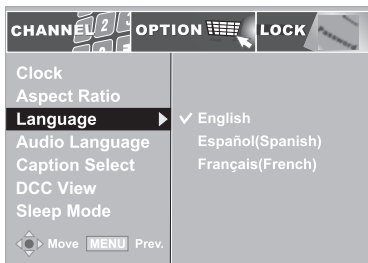 CHANNEL OPTION LOCK
Clock
Aspect Ratio
Language
Audio Language
Caption Select
DCC View
Sleep Mode
✓ English
Español(Spanish)
Français(French)
Move MENU Prev.